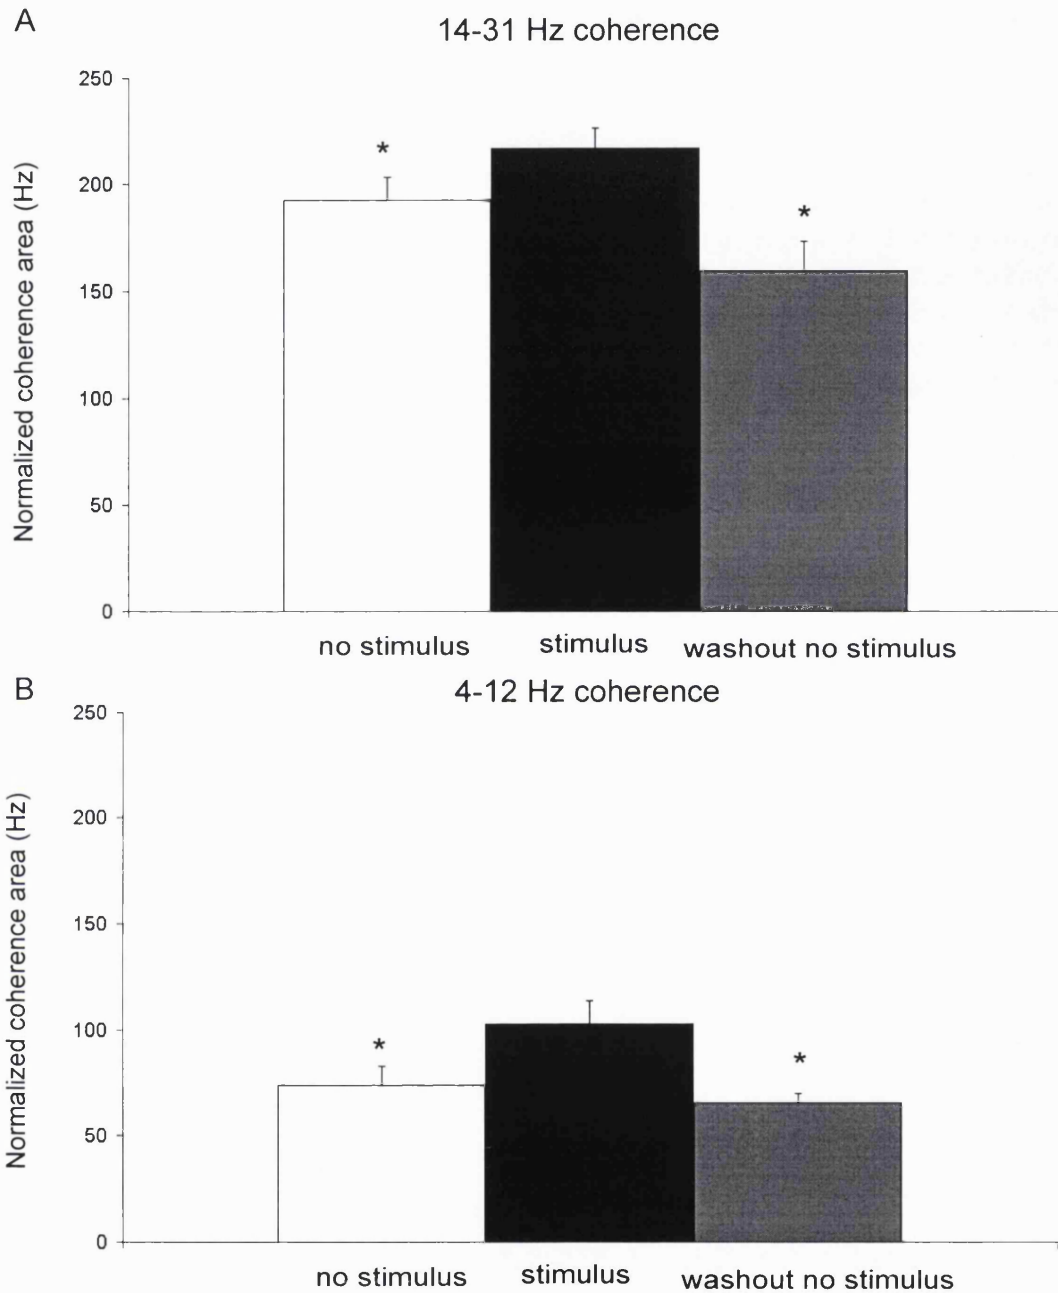 A
14-31 Hz coherence
Normalized coherence area (Hz)
250
200
150
100
50
0
*
*
no stimulus
stimulus
washout no stimulus
B
4-12 Hz coherence
Normalized coherence area (Hz)
250
200
150
100
50
0
*
*
no stimulus
stimulus
washout no stimulus